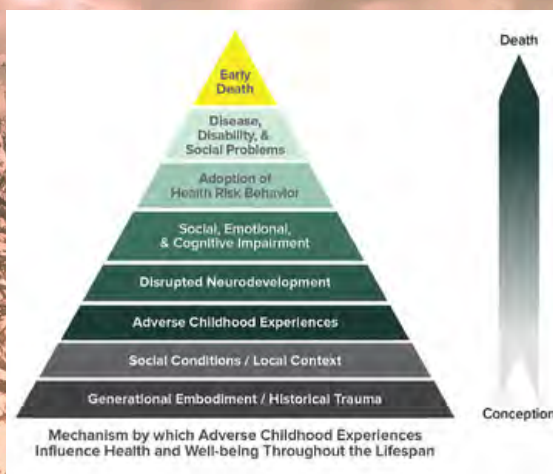 Death
Early
Death
Disease,
Disability, &
Social Problems
Adoption of
Health Risk Behavior
Social, Emotional,
& Cognitive Impairment
Disrupted Neurodevelopment
Adverse Childhood Experiences
Social Conditions / Local Context
Generational Embodiment / Historical Trauma
Conception
Mechanism by which Adverse Childhood Experiences
Influence Health and Well-being Throughout the Lifespan